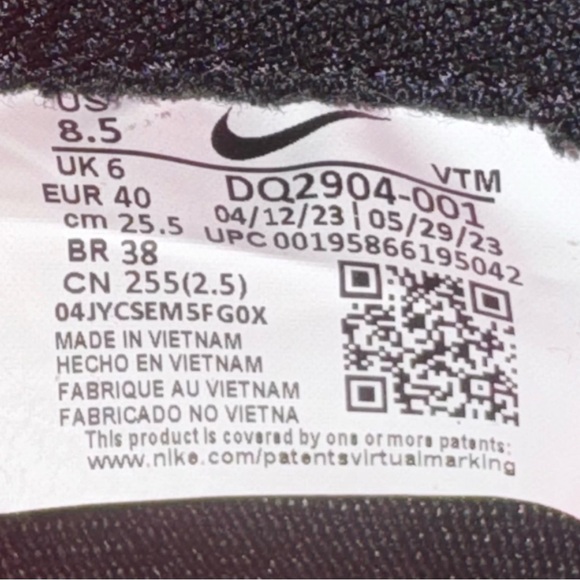 US
8.5
UK 6
EUR 40
cm 25.5
BR 38
CN 255(2.5)
04JYCSEM5FG0X
VTM
DQ2904-001
04/12/23 | 05/29/23
UPC 00195866195042
MADE IN VIETNAM
HECHO EN VIETNAM
FABRIQUE AU VIETNAM
FABRICADO NO VIETNA
This product is covered by one or more patents:
www.nike.com/patentsvirtualmarking